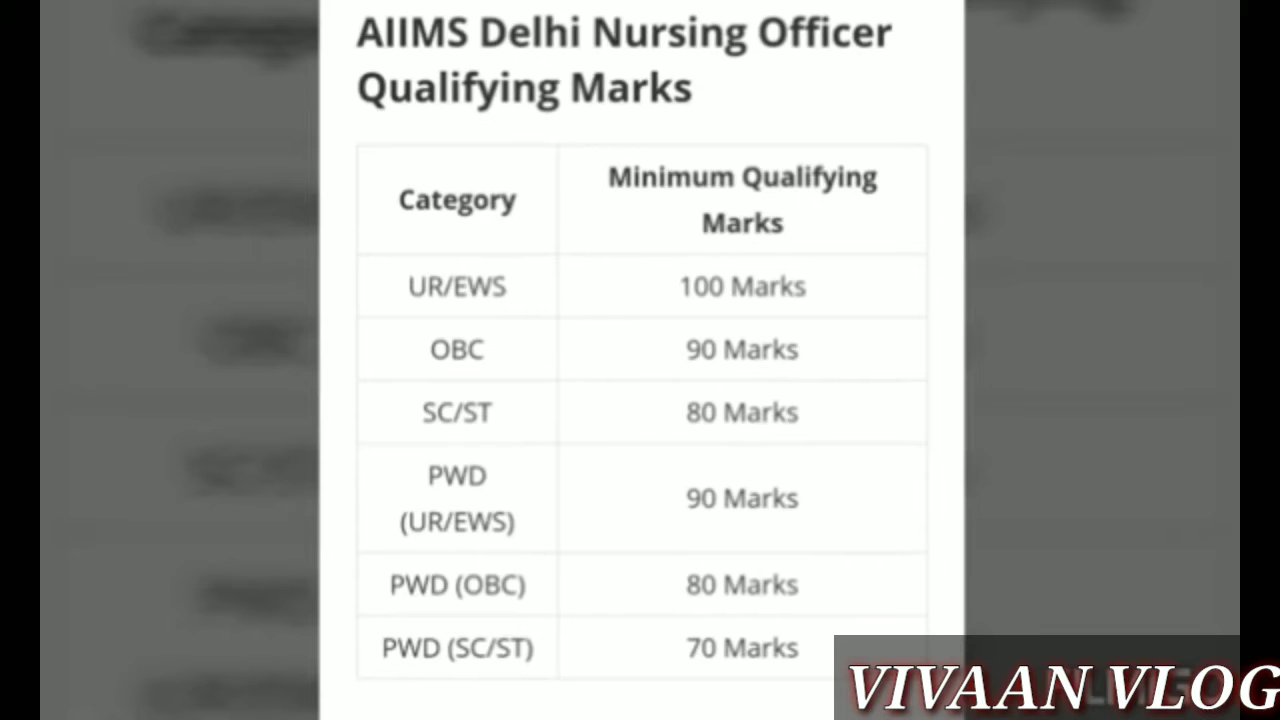 AIIMS Delhi Nursing Officer
Qualifying Marks
Category
Minimum Qualifying
Marks
UR/EWS
100 Marks
OBC
90 Marks
SC/ST
80 Marks
PWD
(UR/EWS)
90 Marks
PWD (OBC)
80 Marks
PWD (SC/ST)
70 Marks
VIVAAN VLOG